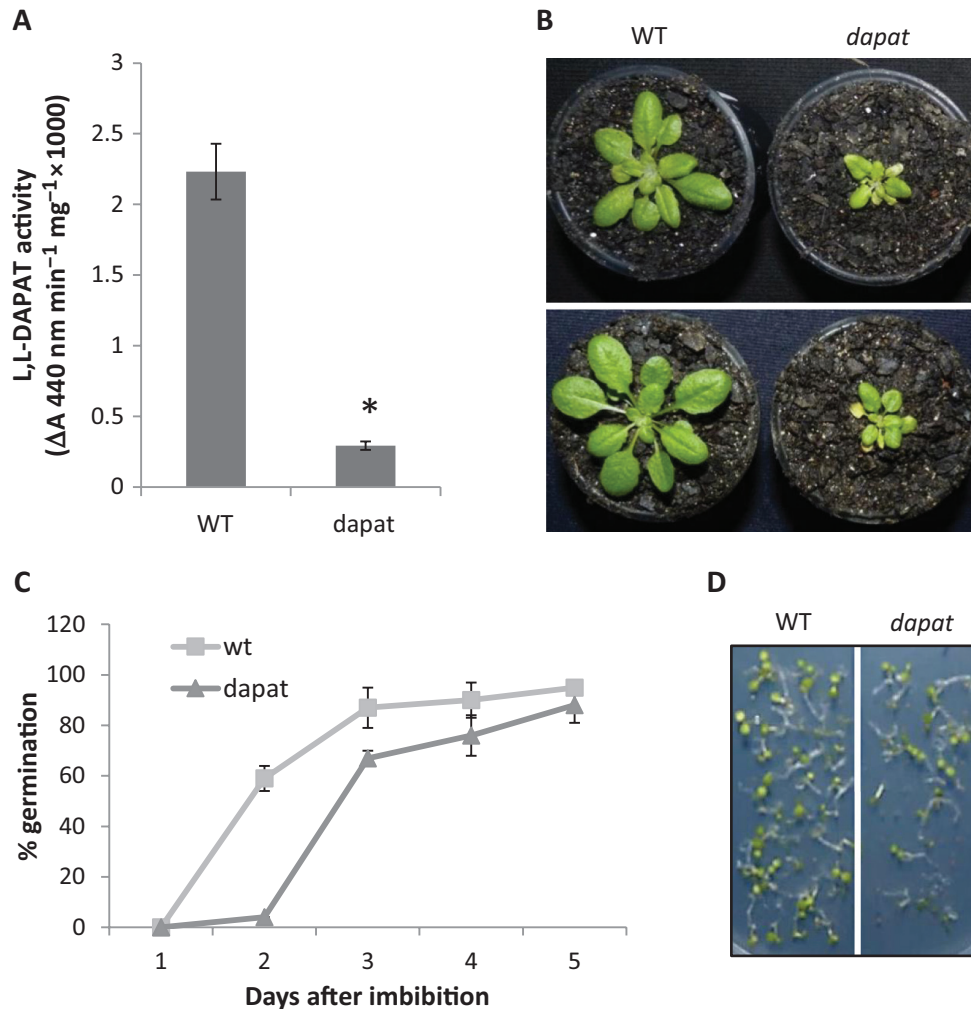 A
L,L-DAPAT activity
(ΔA 440 nm min⁻¹ mg⁻¹ × 1000)
3
2.5
2
1.5
1
0.5
0
*
WT
dapat
B
WT
dapat
C
% germination
120
100
80
60
40
20
0
wt
dapat
1
2
3
4
5
Days after imbibition
D
WT
dapat